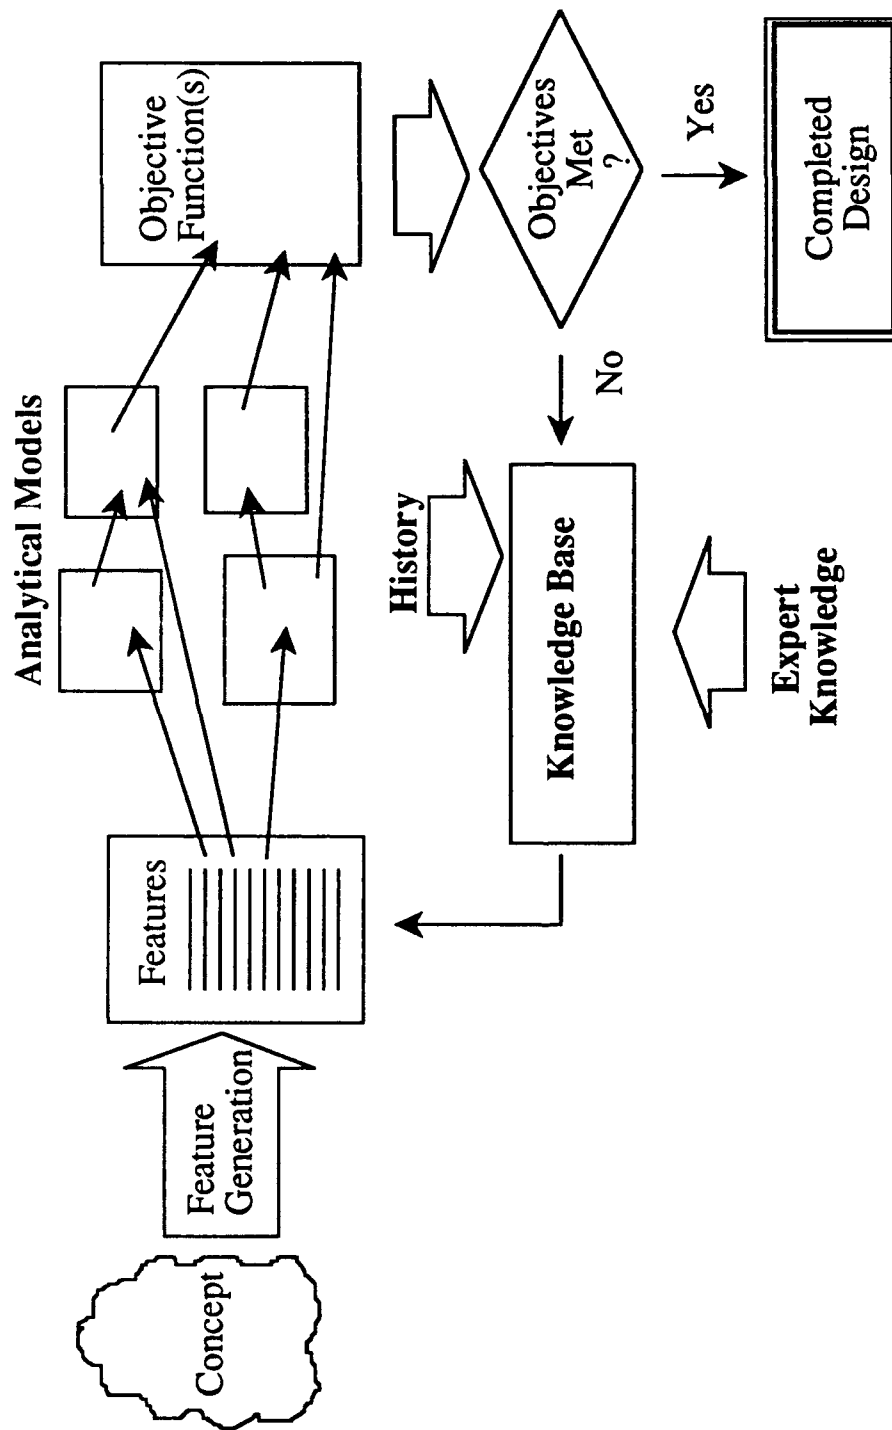 Concept
Feature
Generation
Features
Analytical Models
Objective
Function(s)
Objectives
Met
?
Yes
No
Completed
Design
History
Knowledge Base
Expert
Knowledge